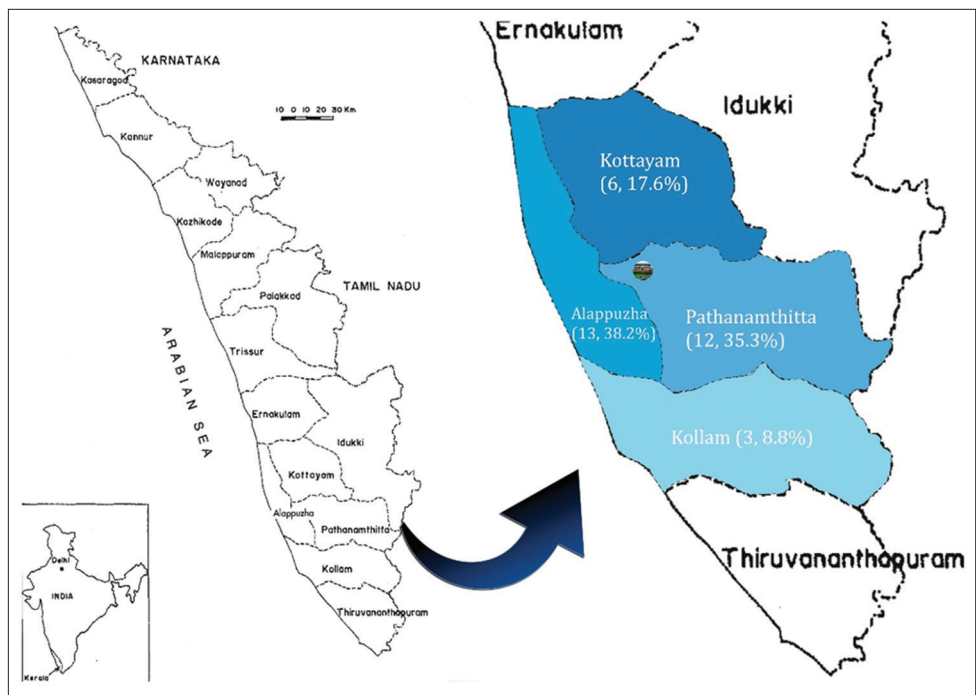 KARNATAKA
Kasaragod
10 0 10 20 30 Km
Kannur
Wayanad
Kozhikode
Malappuram
TAMIL NADU
Palakkad
Trissur
ARABIAN SEA
Ernakulam
Idukki
Kottayam
Alappuzha
Pathanamthitta
Kollam
Thiruvananthapuram
Delhi
INDIA
Kerala
Ernakulam
Idukki
Kottayam
(6, 17.6%)
Alappuzha
(13, 38.2%)
Pathanamthitta
(12, 35.3%)
Kollam (3, 8.8%)
Thiruvananthapuram